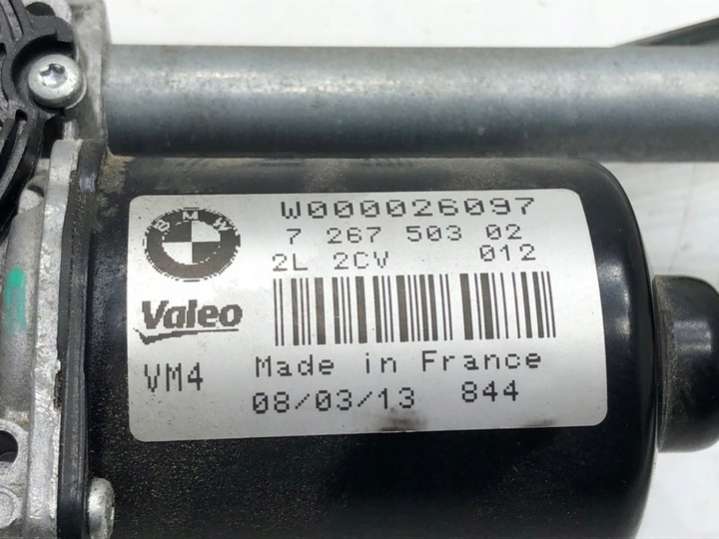 W000026097
BMW
7 267 503 02
2L 2CV 012
Valeo
VM4
Made in France
08/03/13 844